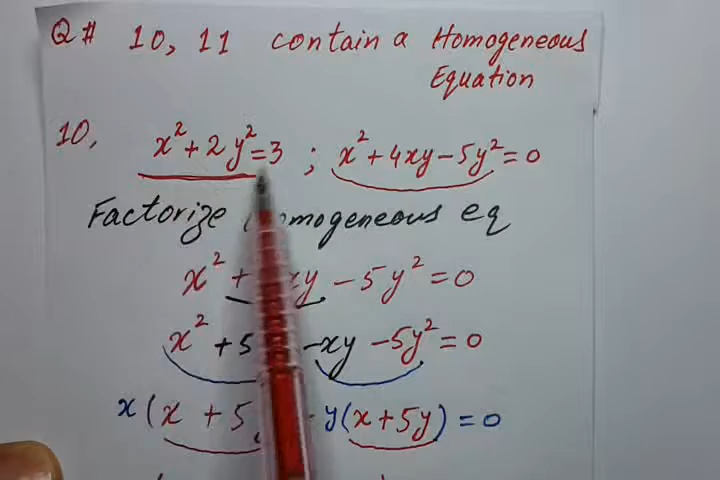 Q# 10, 11 contain a Homogeneous
Equation
10, x² + 2y² = 3 ; x² + 4xy - 5y² = 0
Factorize eq
x² + y - 5y² = 0
x² + 5 - xy - 5y² = 0
x (x + 5 - y (x + 5y) = 0